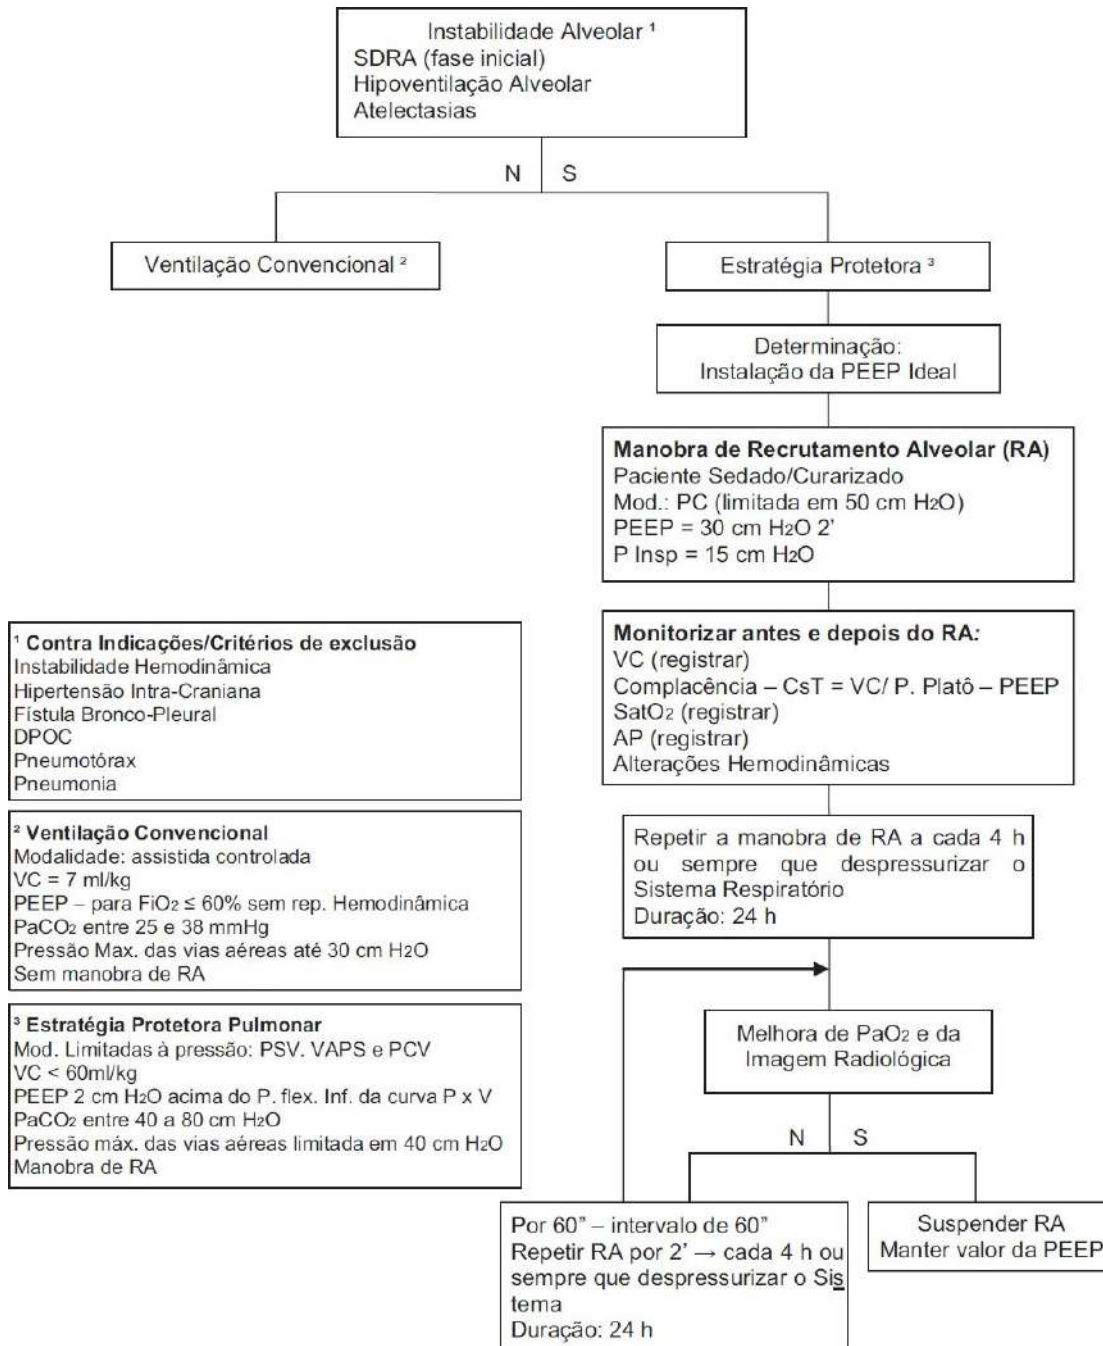 Instabilidade Alveolar ¹
SDRA (fase inicial)
Hipoventilação Alveolar
Atelectasias
N S
Ventilação Convencional ²
Estratégia Protetora ³
Determinação:
Instalação da PEEP Ideal
Manobra de Recrutamento Alveolar (RA)
Paciente Sedado/Curarizado
Mod.: PC (limitada em 50 cm H₂O)
PEEP = 30 cm H₂O 2’
P Insp = 15 cm H₂O
Monitorizar antes e depois do RA:
VC (registrar)
Complacência – CsT = VC/ P. Platô – PEEP
SatO₂ (registrar)
AP (registrar)
Alterações Hemodinâmicas
Repetir a manobra de RA a cada 4 h
ou sempre que despressurizar o
Sistema Respiratório
Duração: 24 h
Melhora de PaO₂ e da
Imagem Radiológica
N S
Por 60” – intervalo de 60”
Repetir RA por 2’ → cada 4 h ou
sempre que despressurizar o Sis
tema
Duração: 24 h
Suspender RA
Manter valor da PEEP
¹ Contra Indicações/Critérios de exclusão
Instabilidade Hemodinâmica
Hipertensão Intra-Craniana
Fístula Bronco-Pleural
DPOC
Pneumotórax
Pneumonia
² Ventilação Convencional
Modalidade: assistida controlada
VC = 7 ml/kg
PEEP – para FiO₂ ≤ 60% sem rep. Hemodinâmica
PaCO₂ entre 25 e 38 mmHg
Pressão Max. das vias aéreas até 30 cm H₂O
Sem manobra de RA
³ Estratégia Protetora Pulmonar
Mod. Limitadas à pressão: PSV. VAPS e PCV
VC < 60ml/kg
PEEP 2 cm H₂O acima do P. flex. Inf. da curva P x V
PaCO₂ entre 40 a 80 cm H₂O
Pressão máx. das vias aéreas limitada em 40 cm H₂O
Manobra de RA